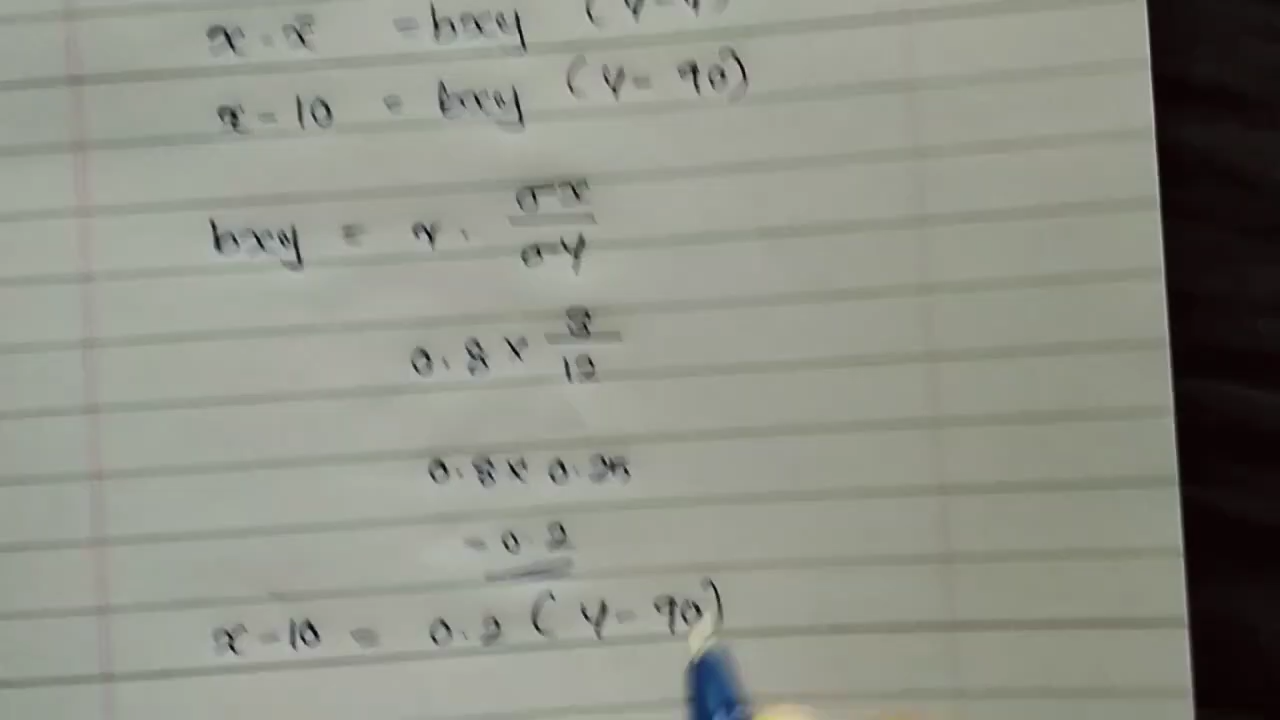 x - x̄ = bxy (y-ȳ)
x - 10 = bxy (y - 90)
bxy = r . σx / σy
0.8 × 3 / 12
0.8 × 0.25
= 0.2
x - 10 = 0.2 (y - 90)